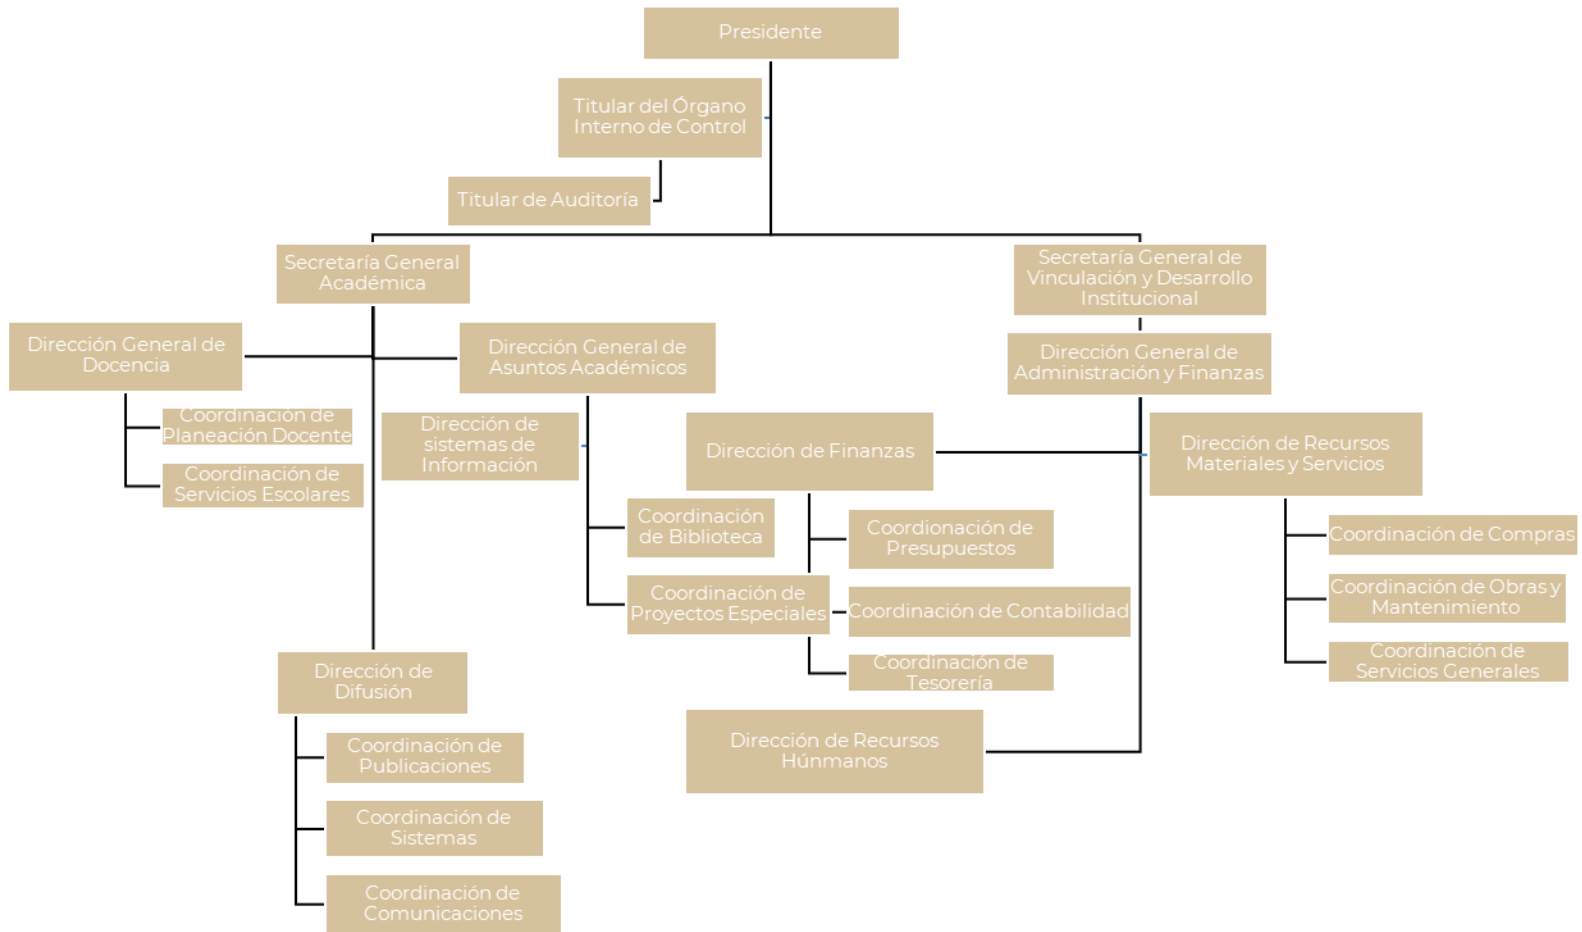 Presidente
Titular del Órgano
Interno de Control
Titular de Auditoría
Secretaría General
Académica
Secretaría General de
Vinculación y Desarrollo
Institucional
Dirección General de
Docencia
Dirección General de
Asuntos Académicos
Dirección General de
Administración y Finanzas
Coordinación de
Planeación Docente
Coordinación de
Servicios Escolares
Dirección de
sistemas de
Información
Coordinación
de Biblioteca
Coordinación de
Proyectos Especiales
Dirección de Finanzas
Coordionación de
Presupuestos
Coordinación de Contabilidad
Coordinación de
Tesorería
Dirección de Recursos
Materiales y Servicios
Coordinación de Compras
Coordinación de Obras y
Mantenimiento
Coordinación de
Servicios Generales
Dirección de
Difusión
Coordinación de
Publicaciones
Coordinación de
Sistemas
Coordinación de
Comunicaciones
Dirección de Recursos
Húnmanos